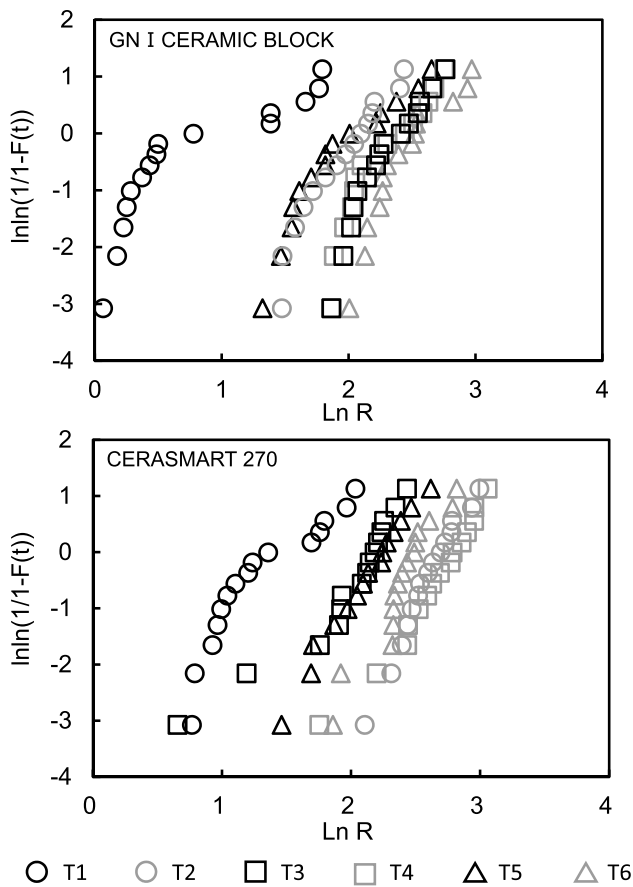 GN I CERAMIC BLOCK
2
1
0
-1
-2
-3
-4
lnln(1/1-F(t))
0 1 2 3 4
Ln R
CERASMART 270
2
1
0
-1
-2
-3
-4
lnln(1/1-F(t))
0 1 2 3 4
Ln R
T1 T2 T3 T4 T5 T6